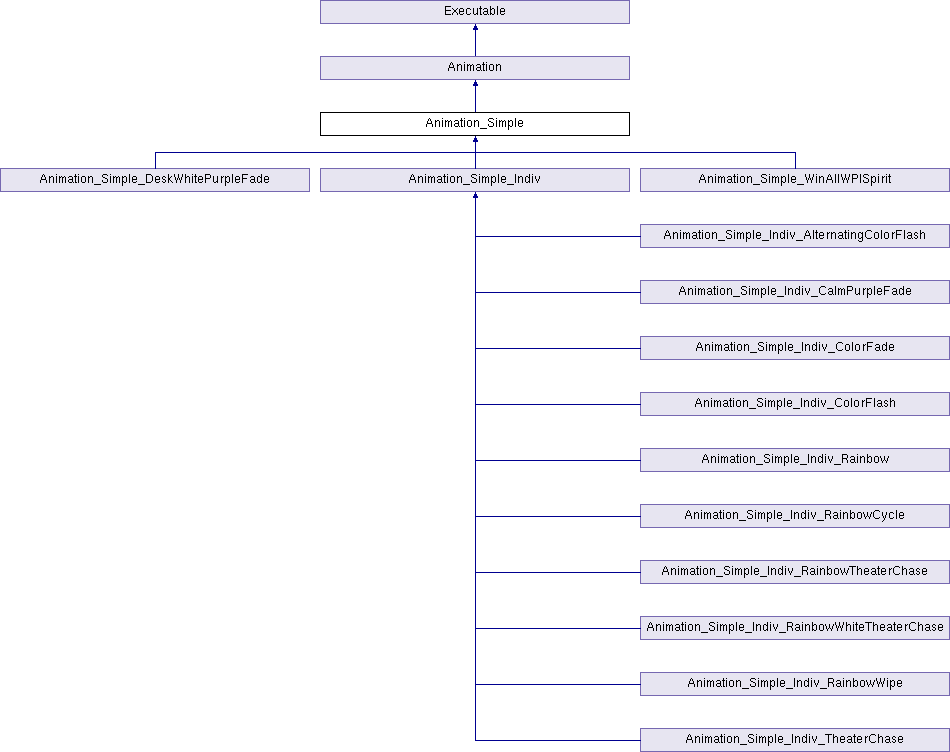 Executable
Animation
Animation_Simple
Animation_Simple_DeskWhitePurpleFade
Animation_Simple_Indiv
Animation_Simple_WinAllWPISpirit
Animation_Simple_Indiv_AlternatingColorFlash
Animation_Simple_Indiv_CalmPurpleFade
Animation_Simple_Indiv_ColorFade
Animation_Simple_Indiv_ColorFlash
Animation_Simple_Indiv_Rainbow
Animation_Simple_Indiv_RainbowCycle
Animation_Simple_Indiv_RainbowTheaterChase
Animation_Simple_Indiv_RainbowWhiteTheaterChase
Animation_Simple_Indiv_RainbowWipe
Animation_Simple_Indiv_TheaterChase